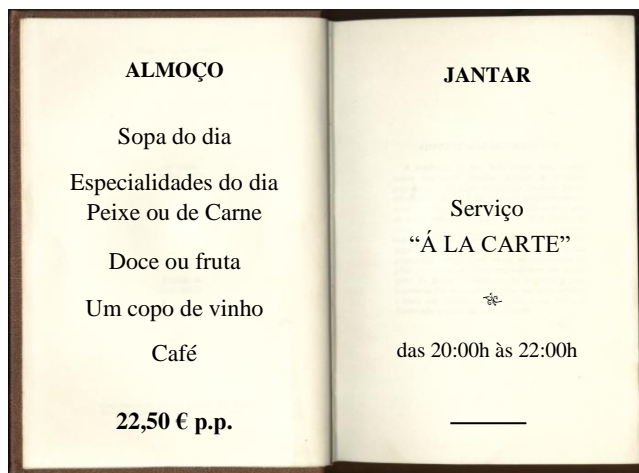 ALMOÇO
Sopa do dia
Especialidades do dia
Peixe ou de Carne
Doce ou fruta
Um copo de vinho
Café
22,50 € p.p.
JANTAR
Serviço
“Á LA CARTE”
das 20:00h às 22:00h